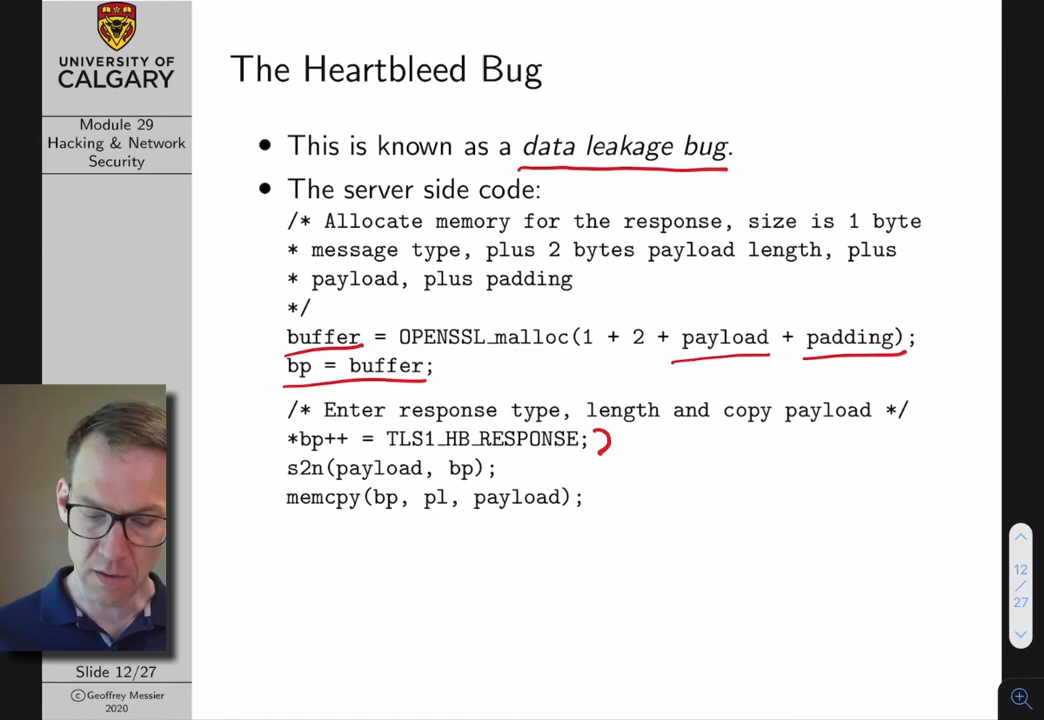 UNIVERSITY OF
CALGARY
Module 29
Hacking & Network
Security
The Heartbleed Bug
• This is known as a data leakage bug.
• The server side code:
/* Allocate memory for the response, size is 1 byte
* message type, plus 2 bytes payload length, plus
* payload, plus padding
*/
buffer = OPENSSL_malloc(1 + 2 + payload + padding);
bp = buffer;
/* Enter response type, length and copy payload */
*bp++ = TLS1_HB_RESPONSE;
s2n(payload, bp);
memcpy(bp, pl, payload);
12
/
27
Slide 12/27
©Geoffrey Messier
2020